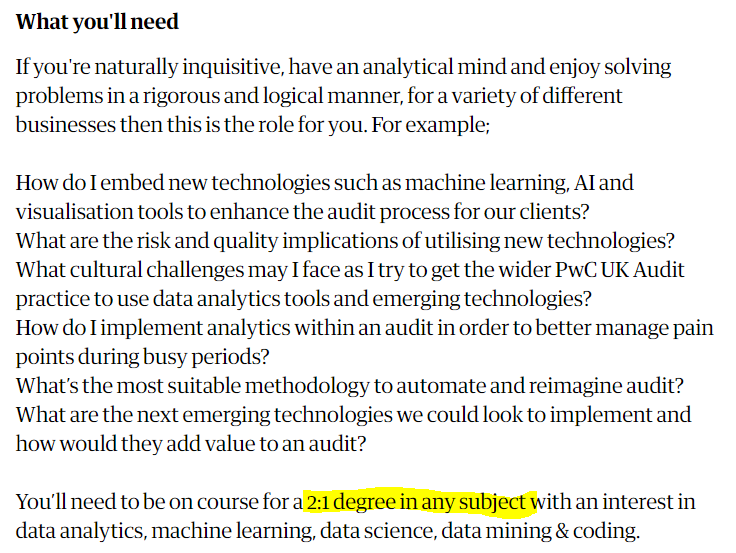 What you'll need
If you're naturally inquisitive, have an analytical mind and enjoy solving
problems in a rigorous and logical manner, for a variety of different
businesses then this is the role for you. For example;
How do I embed new technologies such as machine learning, AI and
visualisation tools to enhance the audit process for our clients?
What are the risk and quality implications of utilising new technologies?
What cultural challenges may I face as I try to get the wider PwC UK Audit
practice to use data analytics tools and emerging technologies?
How do I implement analytics within an audit in order to better manage pain
points during busy periods?
What's the most suitable methodology to automate and reimagine audit?
What are the next emerging technologies we could look to implement and
how would they add value to an audit?
You'll need to be on course for a 2:1 degree in any subject with an interest in
data analytics, machine learning, data science, data mining & coding.